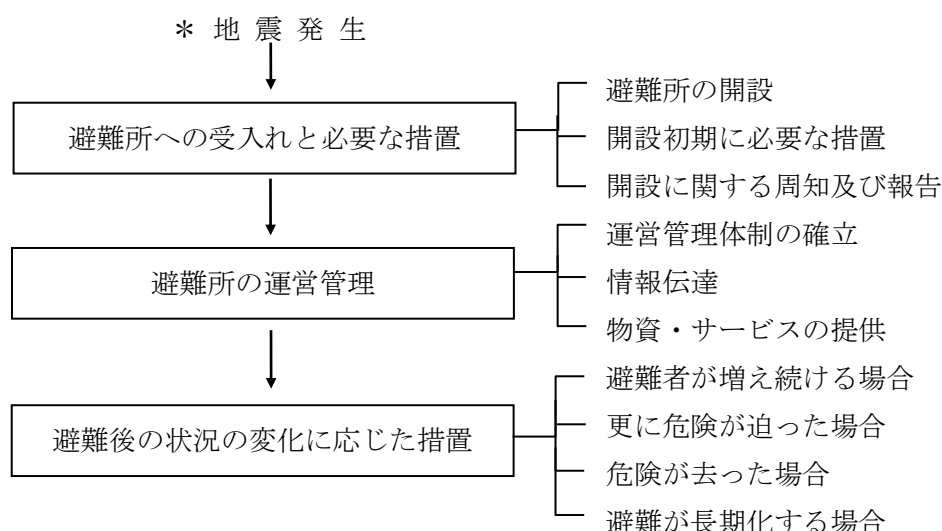 ＊ 地 震 発 生
避難所への受入れと必要な措置
避難所の開設
開設初期に必要な措置
開設に関する周知及び報告
避難所の運営管理
運営管理体制の確立
情報伝達
物資・サービスの提供
避難後の状況の変化に応じた措置
避難者が増え続ける場合
更に危険が迫った場合
危険が去った場合
避難が長期化する場合